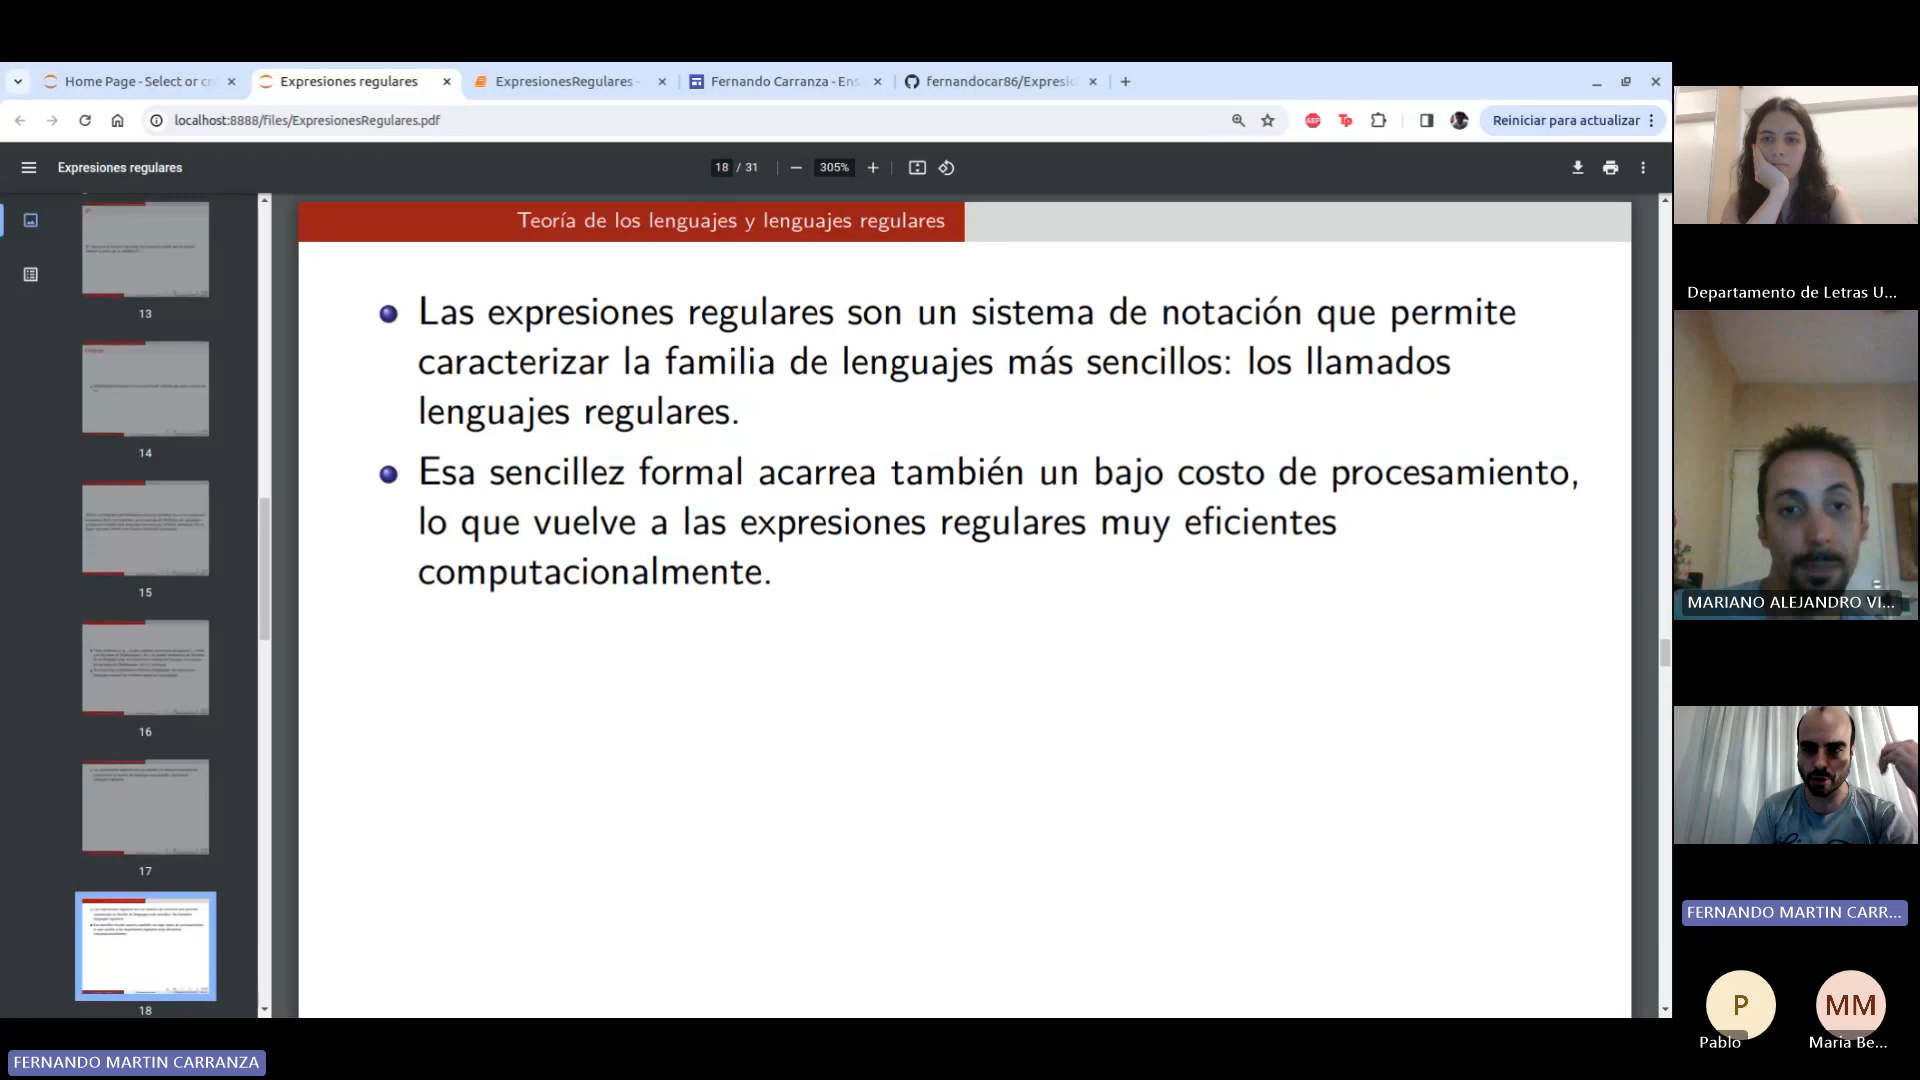 Home Page - Select or cr
Expresiones regulares
ExpresionesRegulares -
Fernando Carranza - Ens
fernandocar86/Expresio
localhost:8888/files/ExpresionesRegulares.pdf
ABP
Tp
Reiniciar para actualizar
Expresiones regulares
18 / 31
305%
13
14
15
16
17
18
Teoría de los lenguajes y lenguajes regulares
Las expresiones regulares son un sistema de notación que permite
caracterizar la familia de lenguajes más sencillos: los llamados
lenguajes regulares.
Esa sencillez formal acarrea también un bajo costo de procesamiento,
lo que vuelve a las expresiones regulares muy eficientes
computacionalmente.
Departamento de Letras U...
MARIANO ALEJANDRO VI...
FERNANDO MARTIN CARR...
P
MM
Pablo
Maria Be...
FERNANDO MARTIN CARRANZA